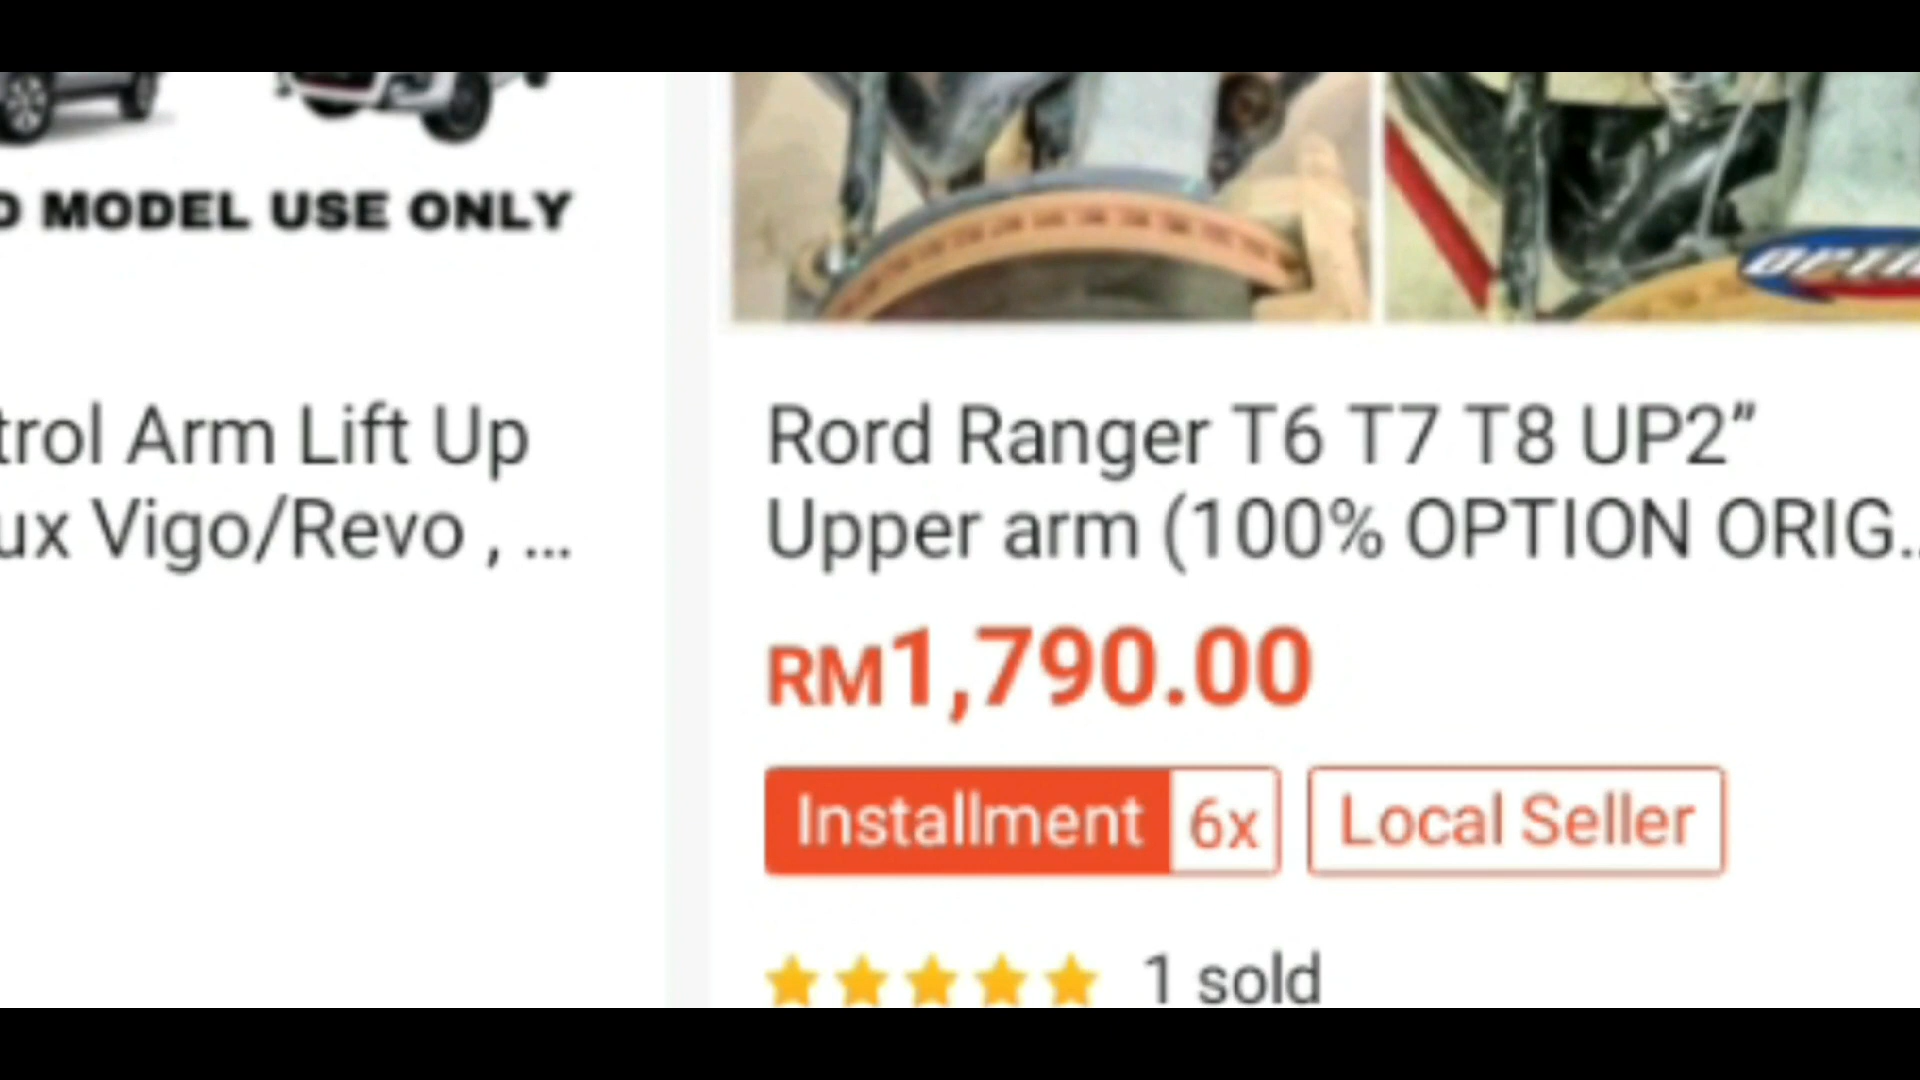 MODEL USE ONLY
trol Arm Lift Up
ux Vigo/Revo , ...
Rord Ranger T6 T7 T8 UP2”
Upper arm (100% OPTION ORIG..
RM1,790.00
Installment 6x
Local Seller
1 sold